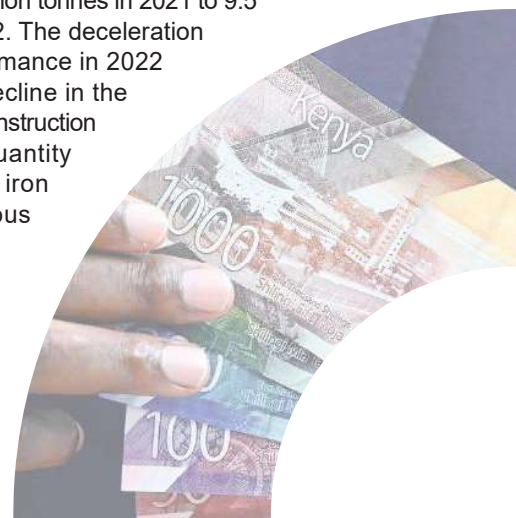 ion tonnes in 2021 to 9.5
2. The deceleration
mance in 2022
ecline in the
nstruction
uantity
iron
ous
Kenya
1000
100
50